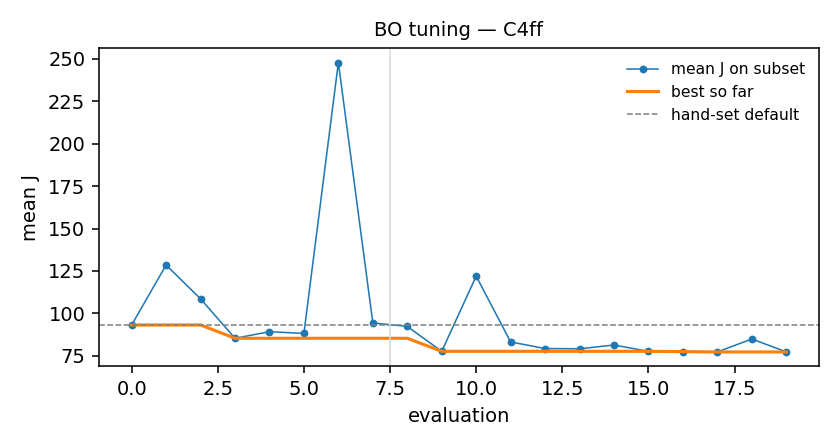 BO tuning — C4ff
mean J on subset
best so far
hand-set default
mean J
250
225
200
175
150
125
100
75
0.0 2.5 5.0 7.5 10.0 12.5 15.0 17.5
evaluation